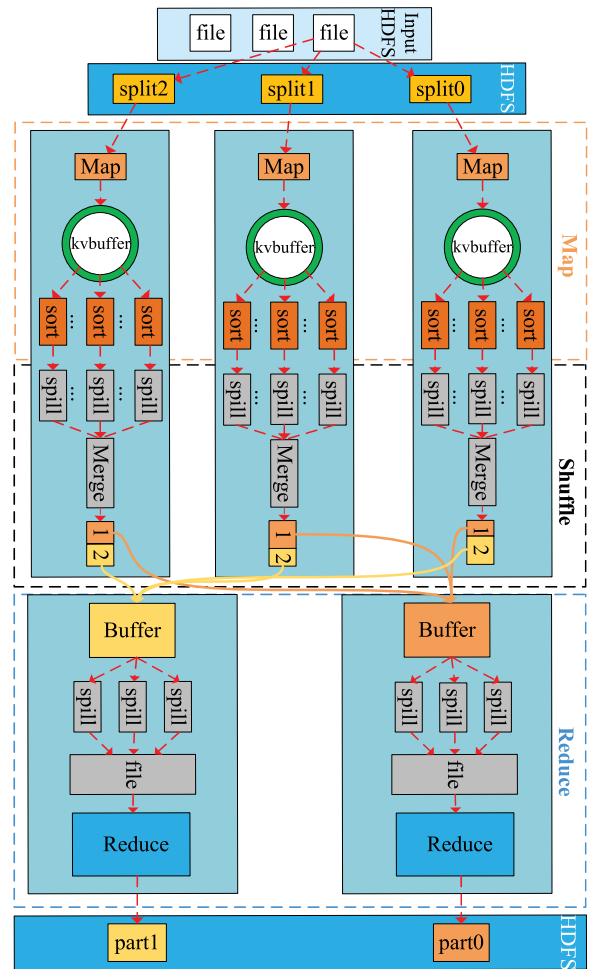 file
file
file
Input
HDFS
split2
split1
split0
HDFS
Map
Map
Map
kvbuffer
kvbuffer
kvbuffer
Map
sort
...
sort
...
sort
sort
...
sort
...
sort
sort
...
sort
...
sort
spill
...
spill
...
spill
spill
...
spill
...
spill
spill
...
spill
...
spill
Merge
Merge
Merge
Shuffle
1
2
1
2
1
2
Buffer
Buffer
spill
spill
spill
spill
spill
spill
Reduce
file
file
Reduce
Reduce
part1
part0
HDFS